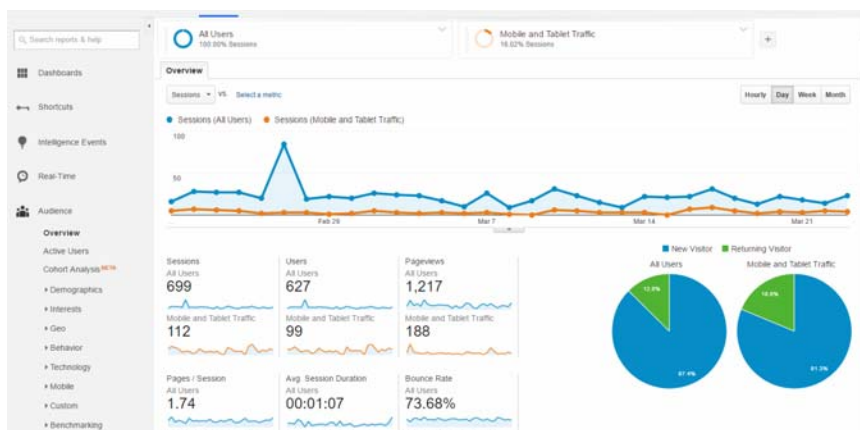 Search reports & help
All Users
100.00% Sessions
Mobile and Tablet Traffic
16.02% Sessions
+
Dashboards
Shortcuts
Intelligence Events
Real-Time
Audience
Overview
Active Users
Cohort Analysis BETA
Demographics
Interests
Geo
Behavior
Technology
Mobile
Custom
Benchmarking
Overview
Sessions VS. Select a metric
Hourly Day Week Month
Sessions (All Users) Sessions (Mobile and Tablet Traffic)
100
50
Feb 29 Mar 7 Mar 14 Mar 21
Sessions
All Users
699
Mobile and Tablet Traffic
112
Users
All Users
627
Mobile and Tablet Traffic
99
Pageviews
All Users
1,217
Mobile and Tablet Traffic
188
Pages / Session
All Users
1.74
Avg. Session Duration
All Users
00:01:07
Bounce Rate
All Users
73.68%
New Visitor Returning Visitor
All Users
87.4%
Mobile and Tablet Traffic
81.3%